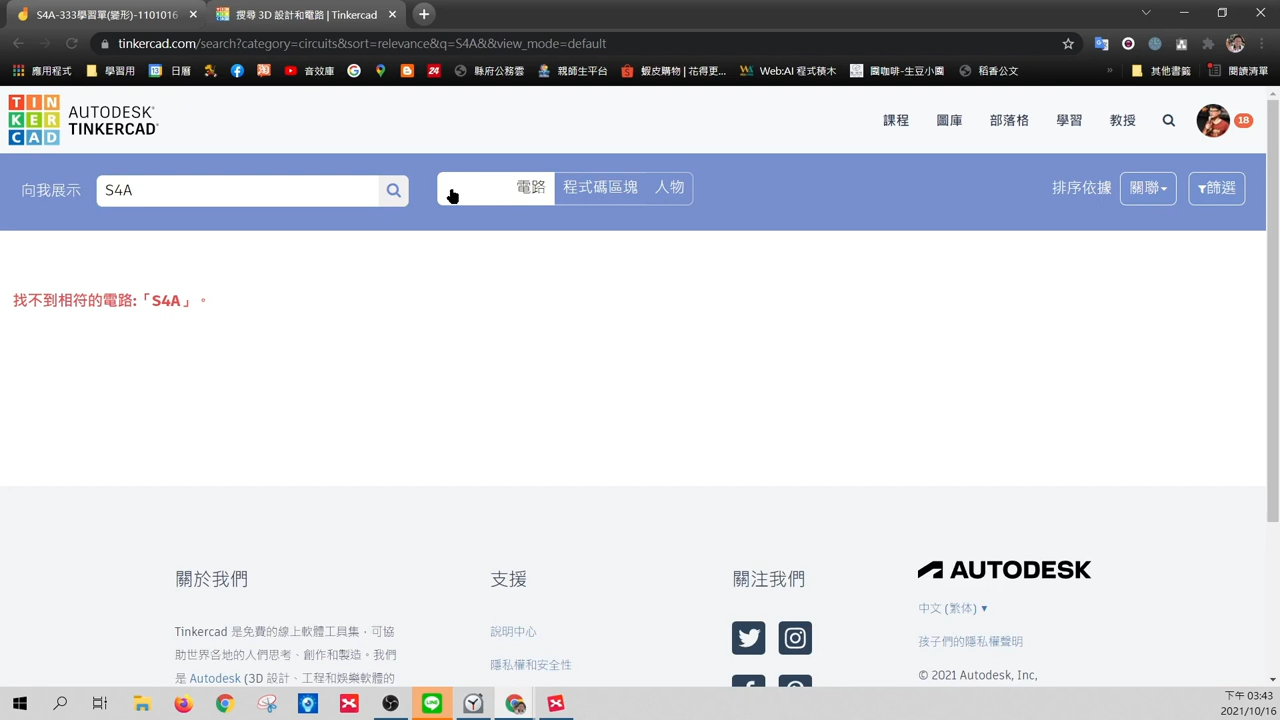 S4A-333學習單(變形)-1101016
搜尋 3D 設計和電路 | Tinkercad
tinkercad.com/search?category=circuits&sort=relevance&q=S4A&&view_mode=default
應用程式
學習用
日曆
音效庫
24
縣府公務雲
親師生平台
蝦皮購物 | 花得更...
Web:AI 程式積木
國咖啡-生豆小農
稻香公文
»
其他書籤
閱讀清單
TINKERCAD
AUTODESK®
TINKERCAD®
課程
圖庫
部落格
學習
教授
18
向我展示
S4A
電路
程式碼區塊
人物
排序依據
關聯
篩選
找不到相符的電路:「S4A」。
關於我們
支援
關注我們
AUTODESK
Tinkercad 是免費的線上軟體工具集，可協
助世界各地的人們思考、創作和製造。我們
是 Autodesk (3D 設計、工程和娛樂軟體的
說明中心
隱私權和安全性
中文 (繁体) ▼
孩子們的隱私權聲明
© 2021 Autodesk, Inc,
LINE
下午 03:43
2021/10/16